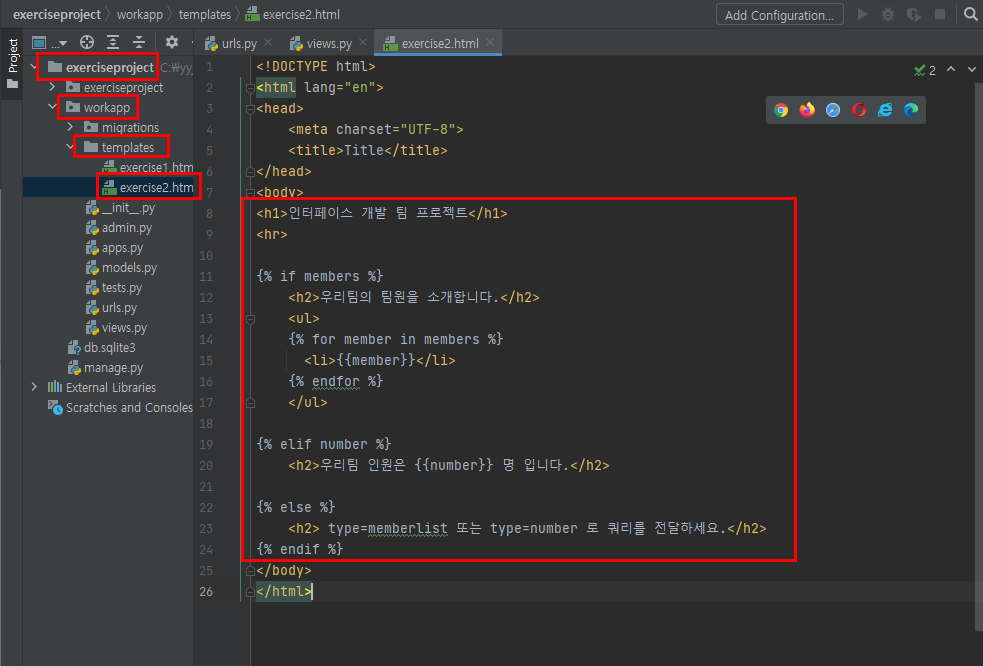 exerciseproject > workapp > templates > exercise2.html
Add Configuration...
Project
...
urls.py
views.py
exercise2.html
exerciseproject C:₩yy
exerciseproject
workapp
migrations
templates
exercise1.htm
exercise2.htm
__init__.py
admin.py
apps.py
models.py
tests.py
urls.py
views.py
db.sqlite3
manage.py
External Libraries
Scratches and Consoles
2
1 <!DOCTYPE html>
2 <html lang="en">
3 <head>
4 <meta charset="UTF-8">
5 <title>Title</title>
6 </head>
7 <body>
8 <h1>인터페이스 개발 팀 프로젝트</h1>
9 <hr>
10
11 {% if members %}
12 <h2>우리팀의 팀원을 소개합니다.</h2>
13 <ul>
14 {% for member in members %}
15 <li>{{member}}</li>
16 {% endfor %}
17 </ul>
18
19 {% elif number %}
20 <h2>우리팀 인원은 {{number}} 명 입니다.</h2>
21
22 {% else %}
23 <h2> type=memberlist 또는 type=number 로 쿼리를 전달하세요.</h2>
24 {% endif %}
25 </body>
26 </html>